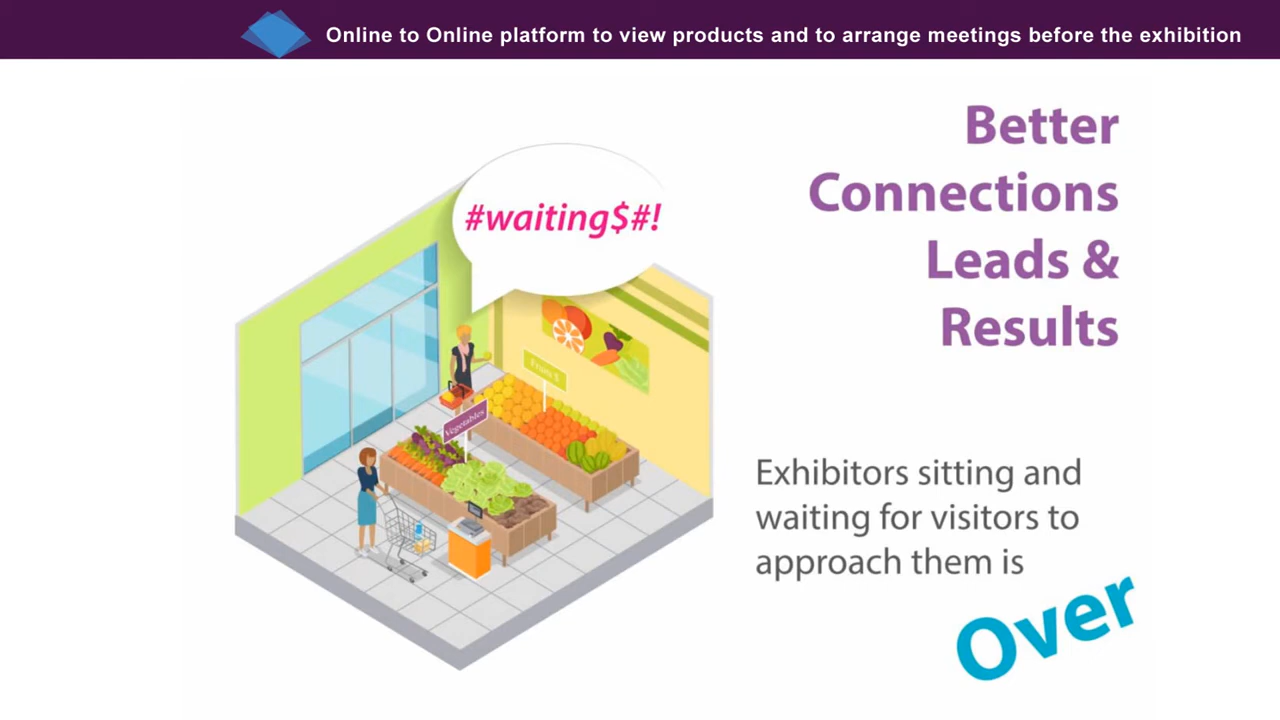 Online to Online platform to view products and to arrange meetings before the exhibition
Better
Connections
Leads &
Results
#waiting$#!
Vegetables
Exhibitors sitting and
waiting for visitors to
approach them is
Over